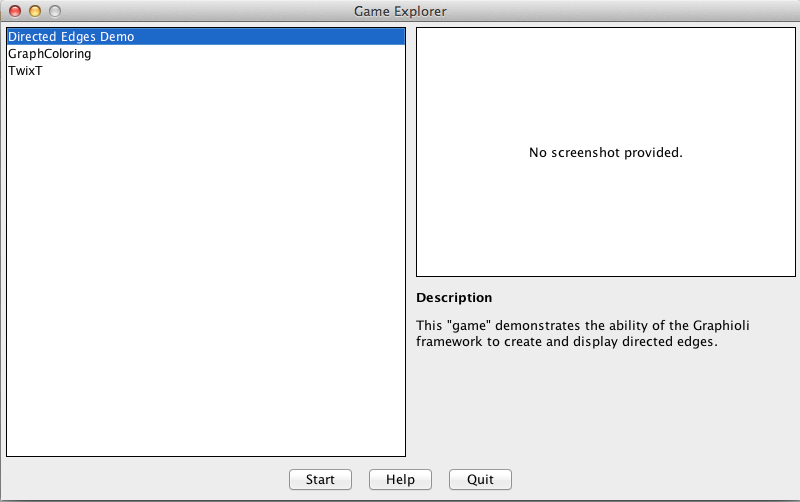 Game Explorer
Directed Edges Demo
GraphColoring
TwixT
No screenshot provided.
Description
This "game" demonstrates the ability of the Graphioli
framework to create and display directed edges.
Start
Help
Quit